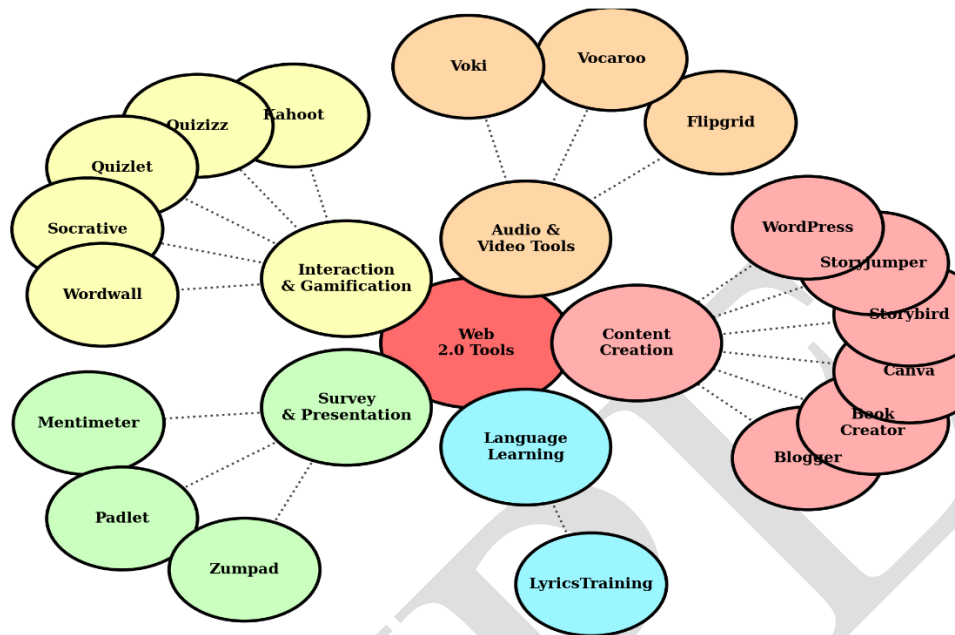 Voki
Vocaroo
Flipgrid
Kahoot
Quizizz
Quizlet
Socrative
Wordwall
Interaction
& Gamification
Audio &
Video Tools
WordPress
StoryJumper
Storybird
Canva
Book
Creator
Blogger
Content
Creation
Web
2.0 Tools
Survey
& Presentation
Mentimeter
Padlet
Zumpad
Language
Learning
LyricsTraining